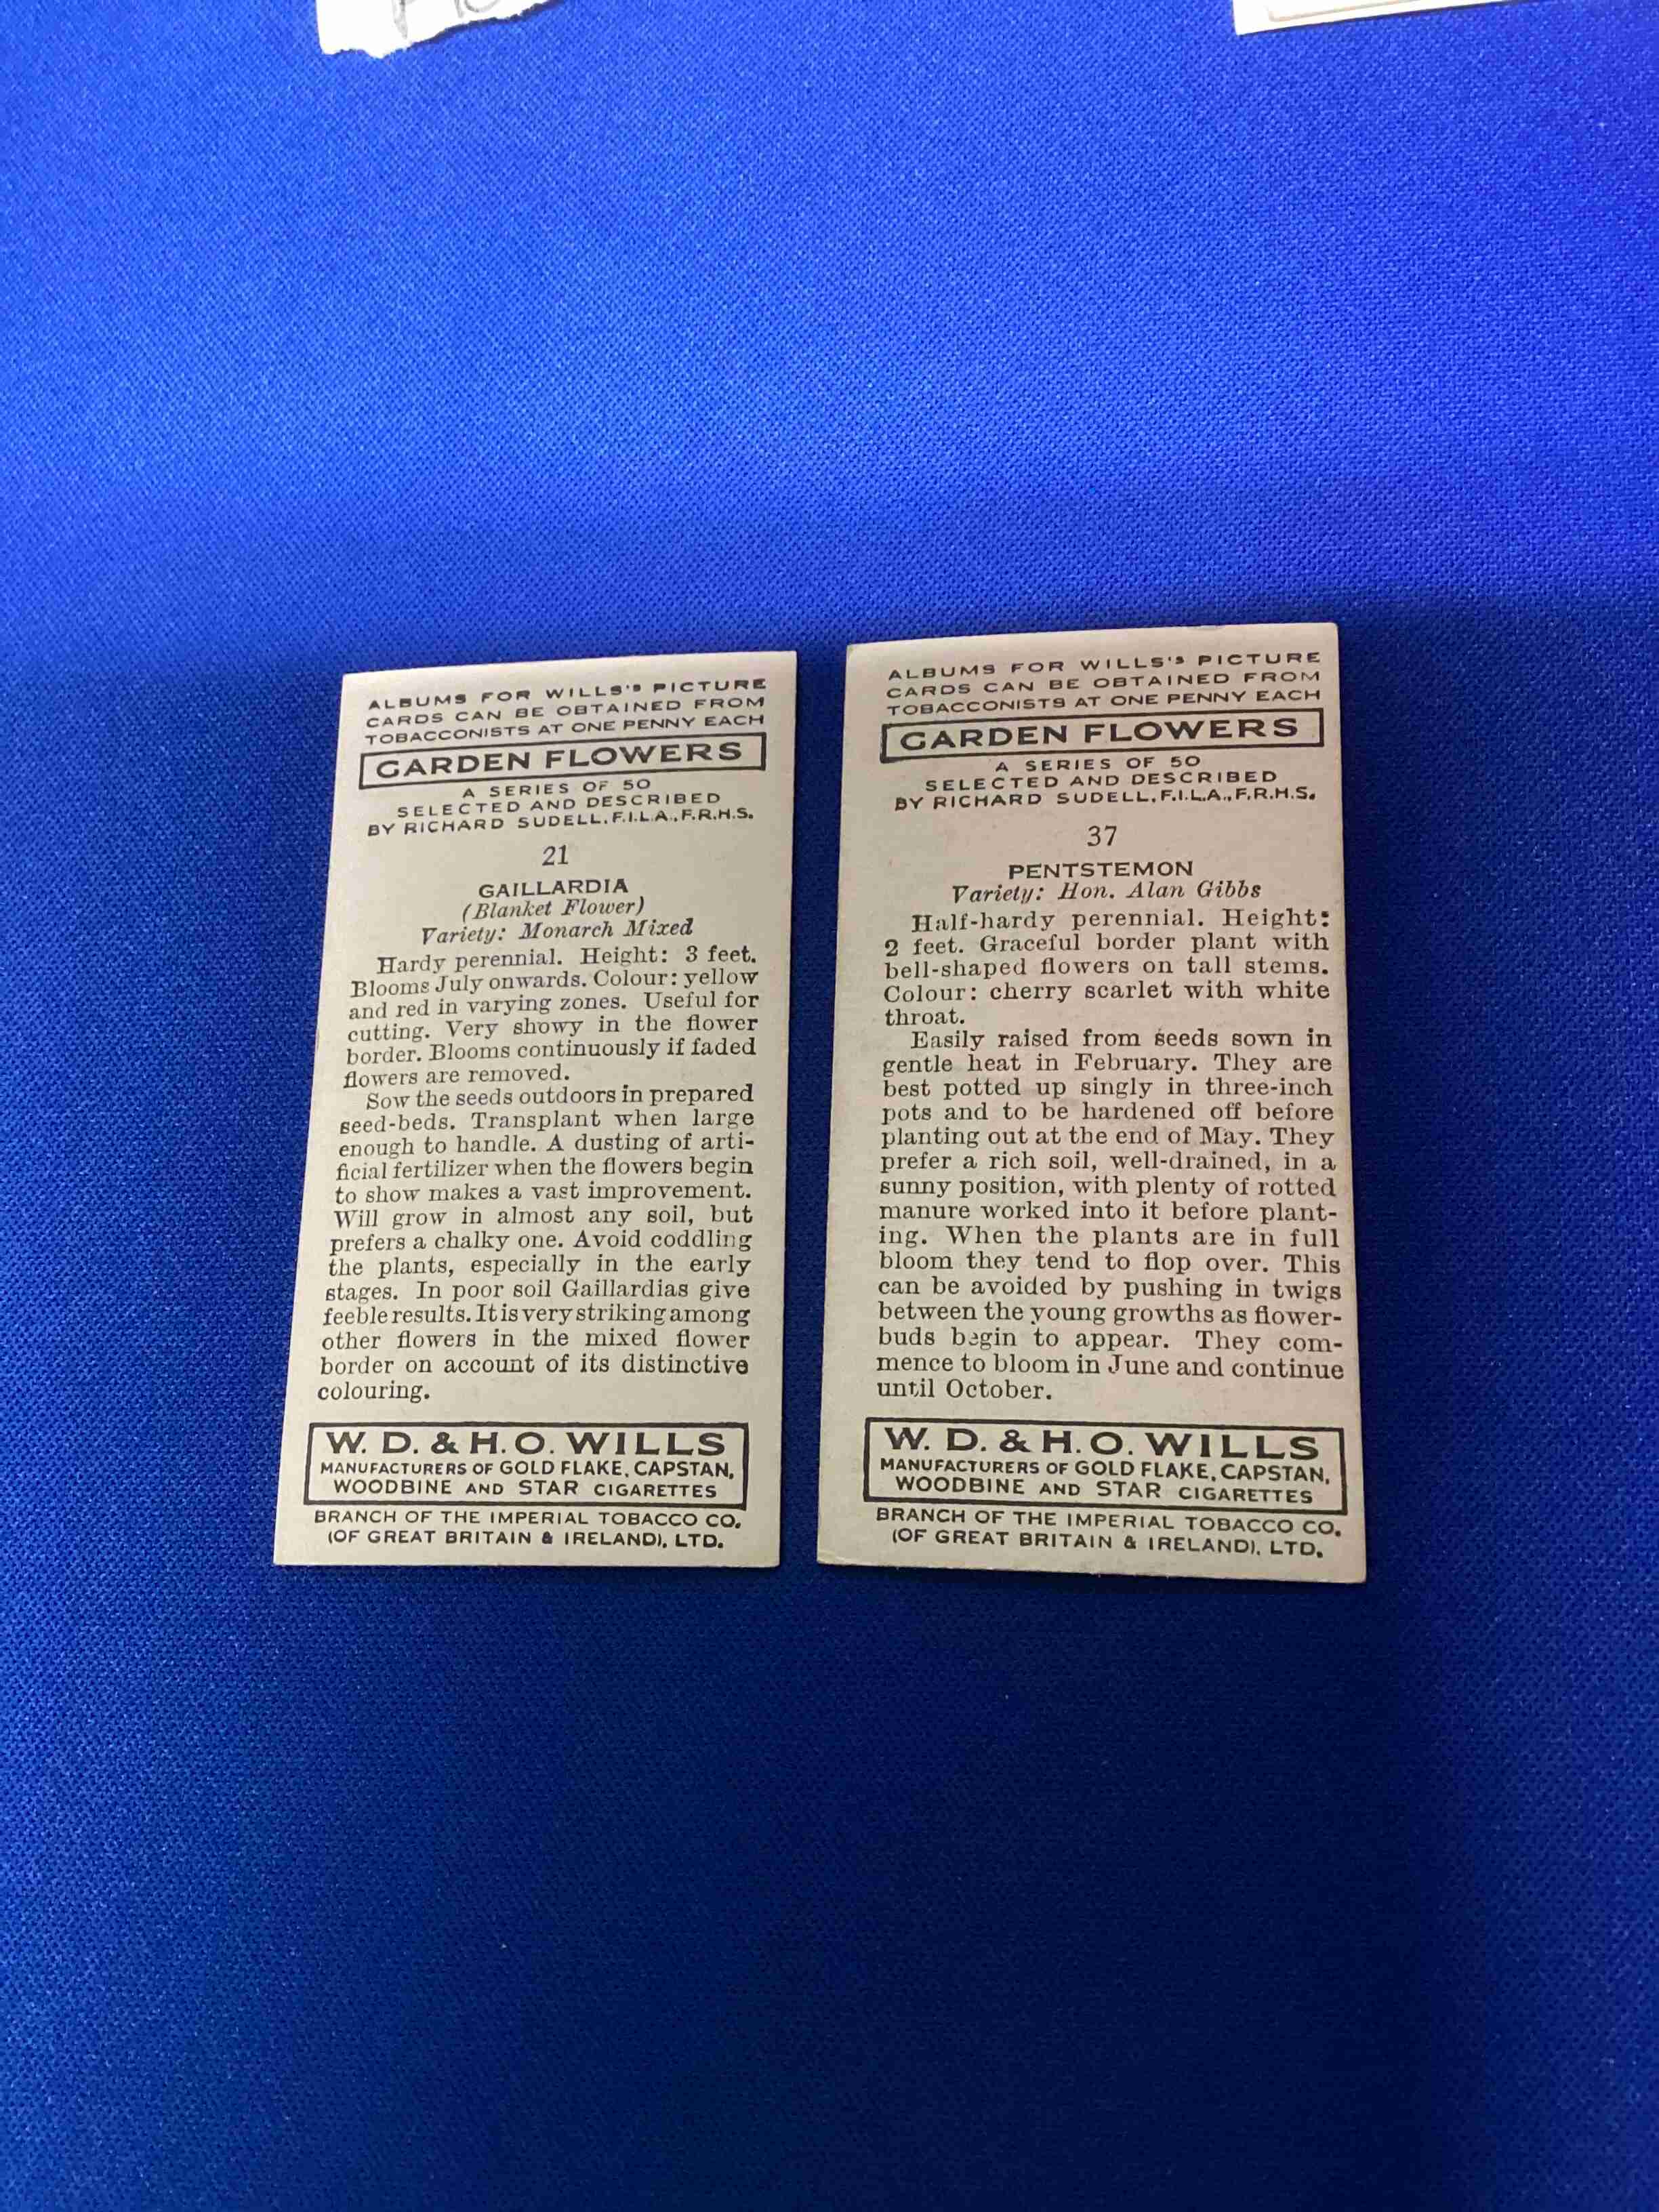 ALBUMS FOR WILLS'S PICTURE
CARDS CAN BE OBTAINED FROM
TOBACCONISTS AT ONE PENNY EACH
GARDEN FLOWERS
A SERIES OF 50
SELECTED AND DESCRIBED
BY RICHARD SUDELL, F.I.L.A., F.R.H.S.
21
GAILLARDIA
(Blanket Flower)
Variety: Monarch Mixed
Hardy perennial. Height: 3 feet.
Blooms July onwards. Colour: yellow
and red in varying zones. Useful for
cutting. Very showy in the flower
border. Blooms continuously if faded
flowers are removed.
Sow the seeds outdoors in prepared
seed-beds. Transplant when large
enough to handle. A dusting of arti-
ficial fertilizer when the flowers begin
to show makes a vast improvement.
Will grow in almost any soil, but
prefers a chalky one. Avoid coddling
the plants, especially in the early
stages. In poor soil Gaillardias give
feeble results. It is very striking among
other flowers in the mixed flower
border on account of its distinctive
colouring.
W. D. & H. O. WILLS
MANUFACTURERS OF GOLD FLAKE, CAPSTAN,
WOODBINE AND STAR CIGARETTES
BRANCH OF THE IMPERIAL TOBACCO CO.
(OF GREAT BRITAIN & IRELAND), LTD.
ALBUMS FOR WILLS'S PICTURE
CARDS CAN BE OBTAINED FROM
TOBACCONISTS AT ONE PENNY EACH
GARDEN FLOWERS
A SERIES OF 50
SELECTED AND DESCRIBED
BY RICHARD SUDELL, F.I.L.A., F.R.H.S.
37
PENTSTEMON
Variety: Hon. Alan Gibbs
Half-hardy perennial. Height:
2 feet. Graceful border plant with
bell-shaped flowers on tall stems.
Colour: cherry scarlet with white
throat.
Easily raised from seeds sown in
gentle heat in February. They are
best potted up singly in three-inch
pots and to be hardened off before
planting out at the end of May. They
prefer a rich soil, well-drained, in a
sunny position, with plenty of rotted
manure worked into it before plant-
ing. When the plants are in full
bloom they tend to flop over. This
can be avoided by pushing in twigs
between the young growths as flower-
buds begin to appear. They com-
mence to bloom in June and continue
until October.
W. D. & H. O. WILLS
MANUFACTURERS OF GOLD FLAKE, CAPSTAN,
WOODBINE AND STAR CIGARETTES
BRANCH OF THE IMPERIAL TOBACCO CO.
(OF GREAT BRITAIN & IRELAND), LTD.